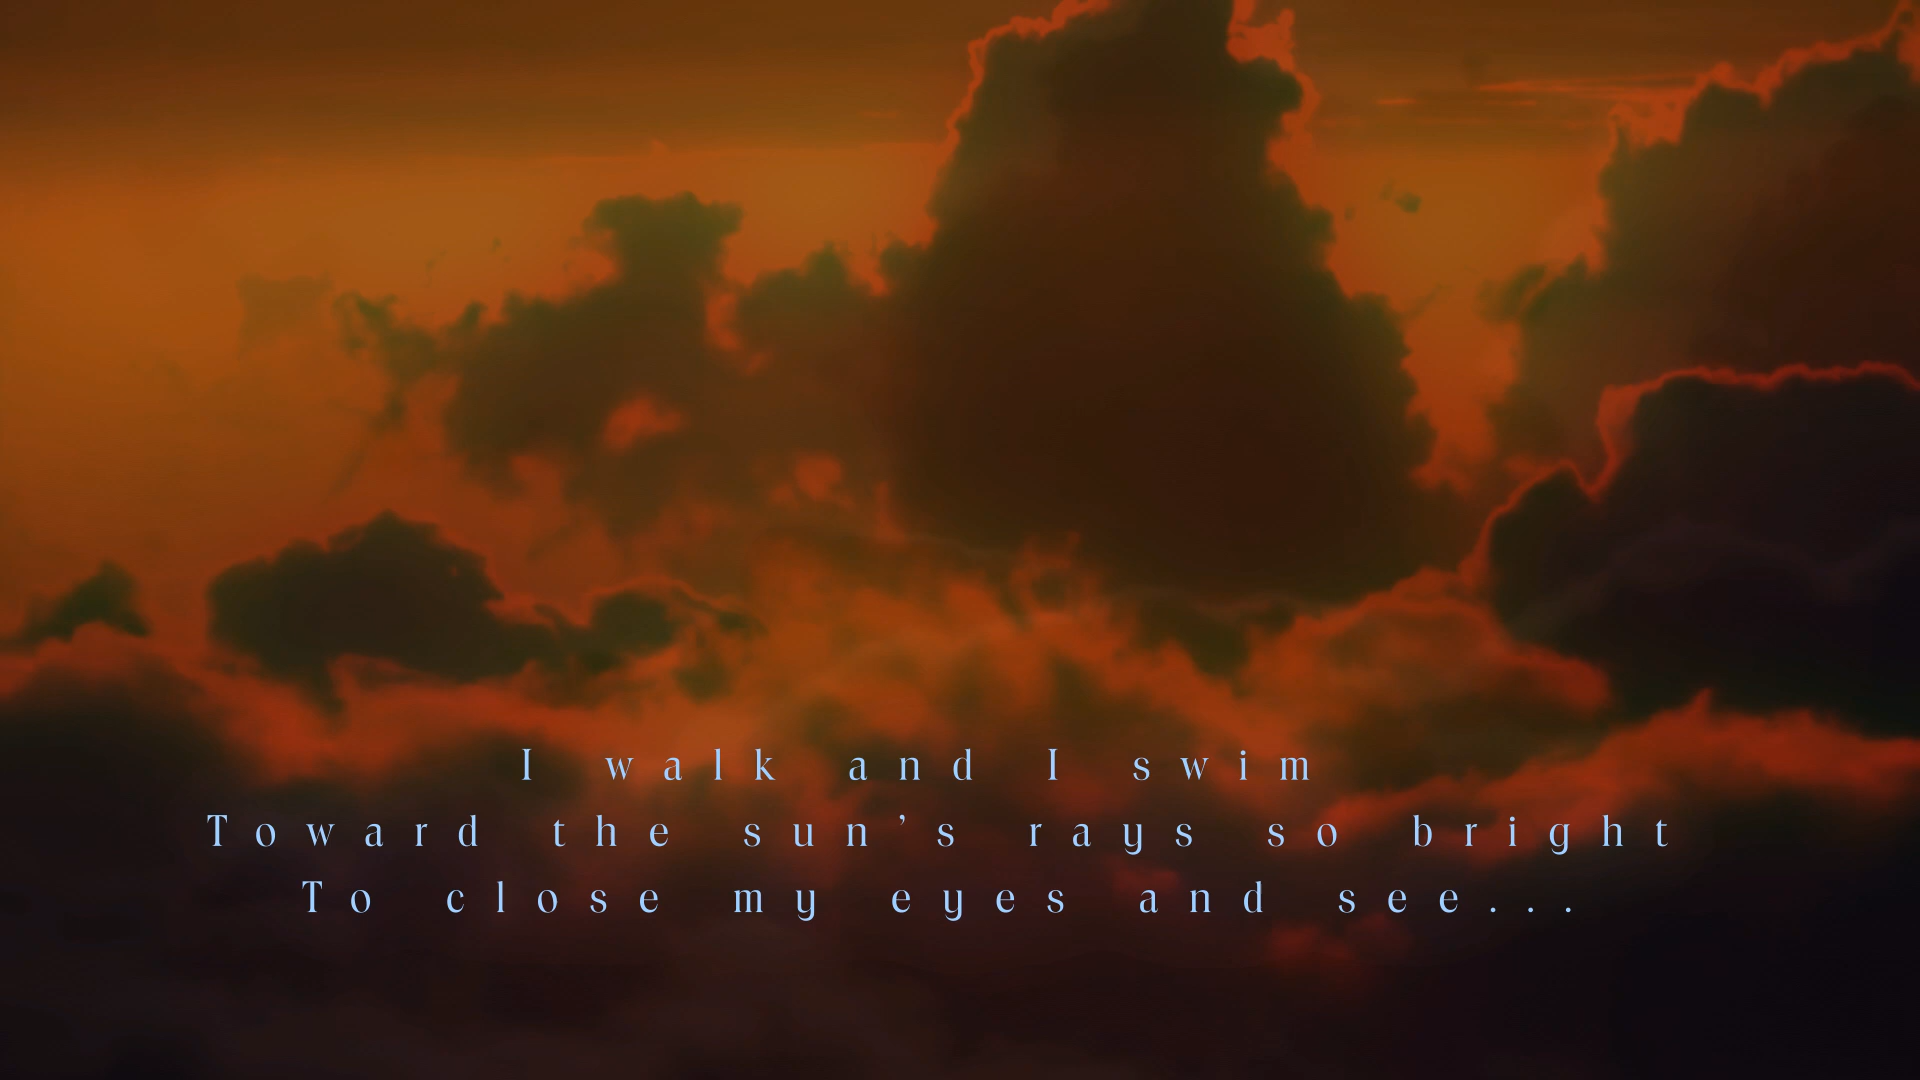 I walk and I swim
Toward the sun’s rays so bright
To close my eyes and see...